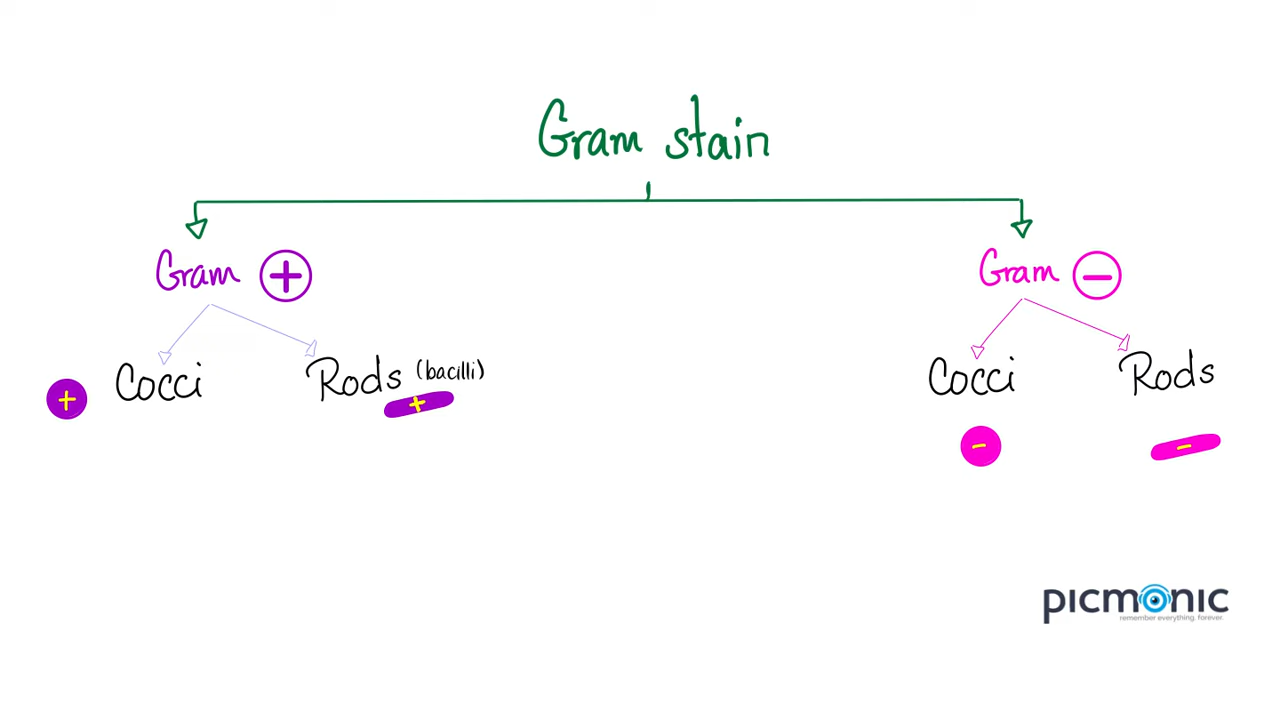 Gram stain
Gram +
Gram −
Cocci
Rods (bacilli)
Cocci
Rods
+
+
-
-
picmonic
remember everything, forever.